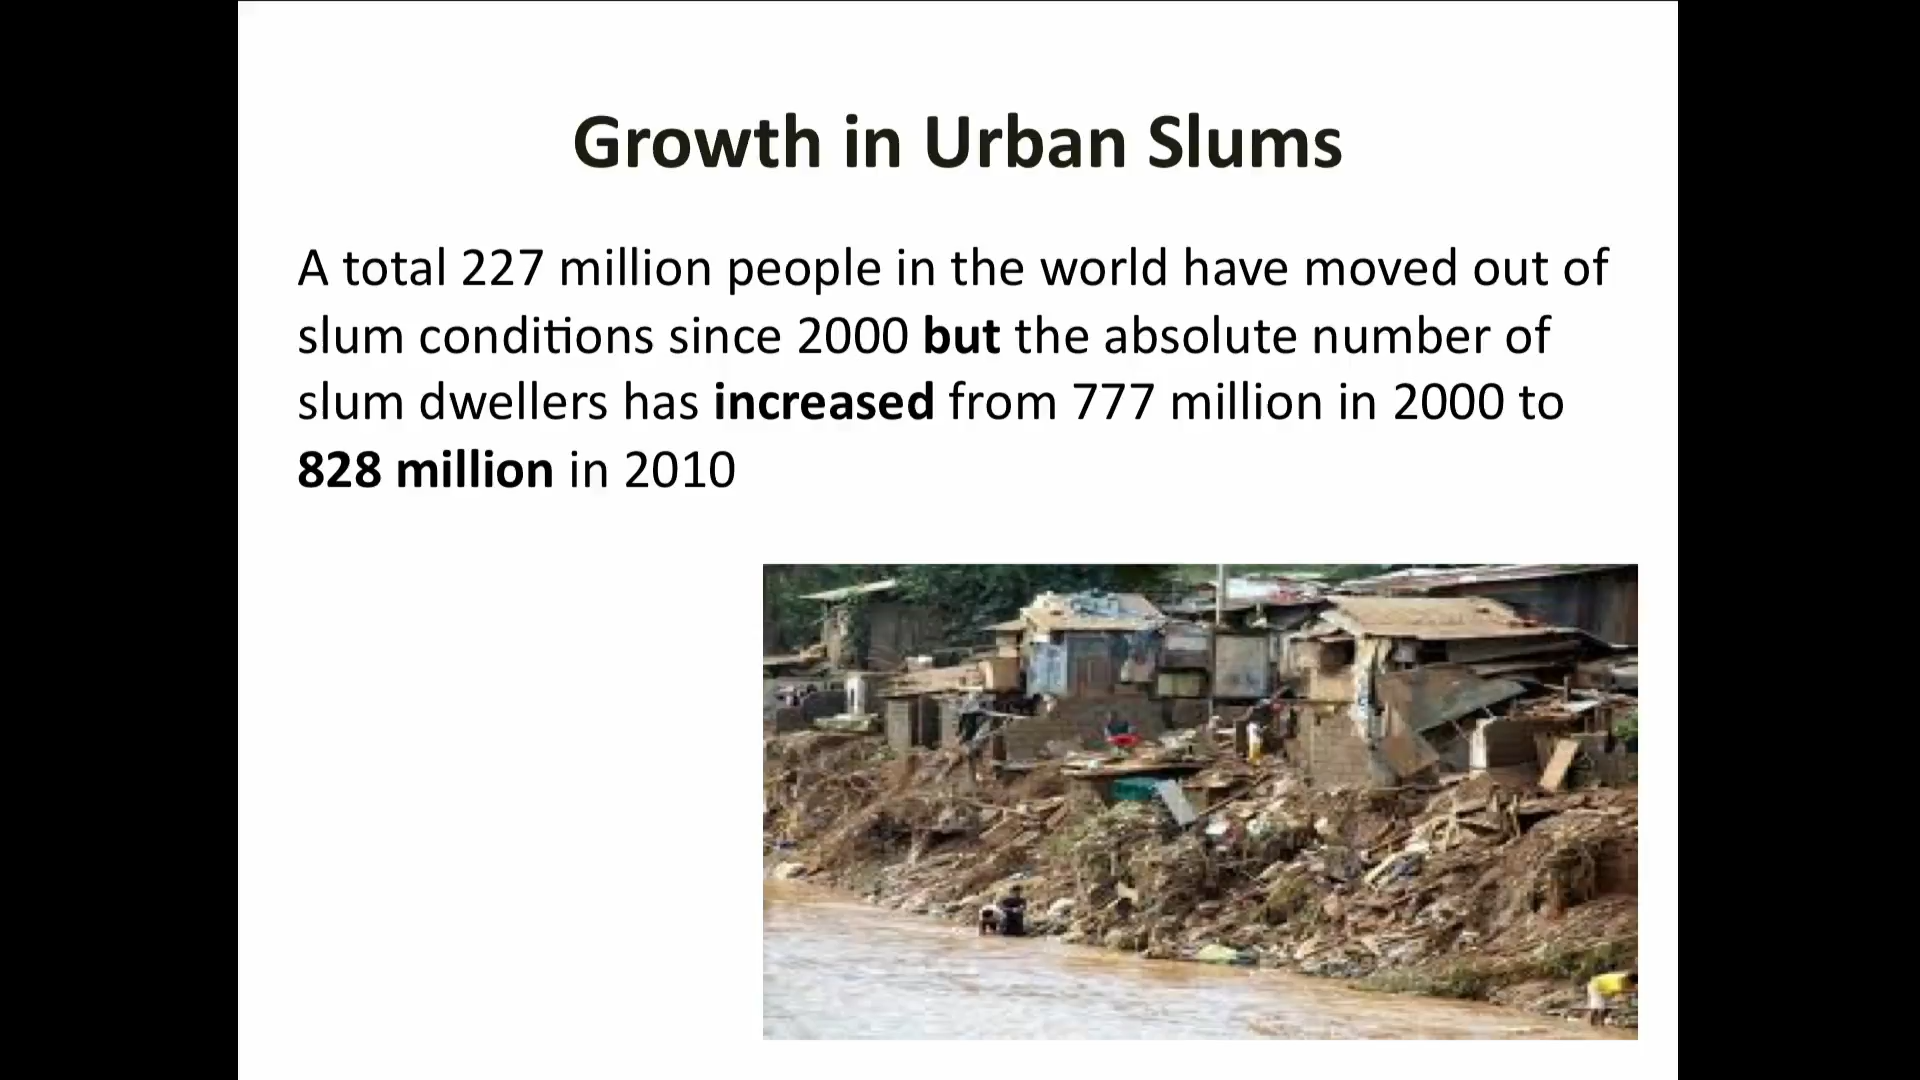 Growth in Urban Slums
A total 227 million people in the world have moved out of
slum conditions since 2000 but the absolute number of
slum dwellers has increased from 777 million in 2000 to
828 million in 2010